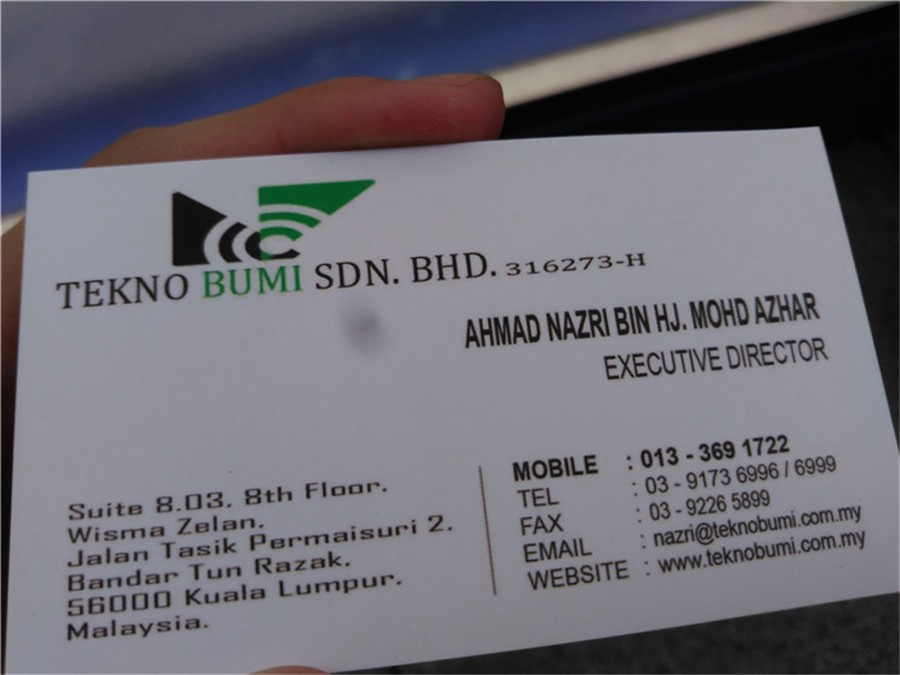 TEKNO BUMI SDN. BHD. 316273-H
AHMAD NAZRI BIN HJ. MOHD AZHAR
EXECUTIVE DIRECTOR
Suite 8.03, 8th Floor,
Wisma Zelan,
Jalan Tasik Permaisuri 2,
Bandar Tun Razak,
56000 Kuala Lumpur,
Malaysia.
MOBILE : 013 - 369 1722
TEL : 03 - 9173 6996 / 6999
FAX : 03 - 9226 5899
EMAIL : nazri@teknobumi.com.my
WEBSITE : www.teknobumi.com.my